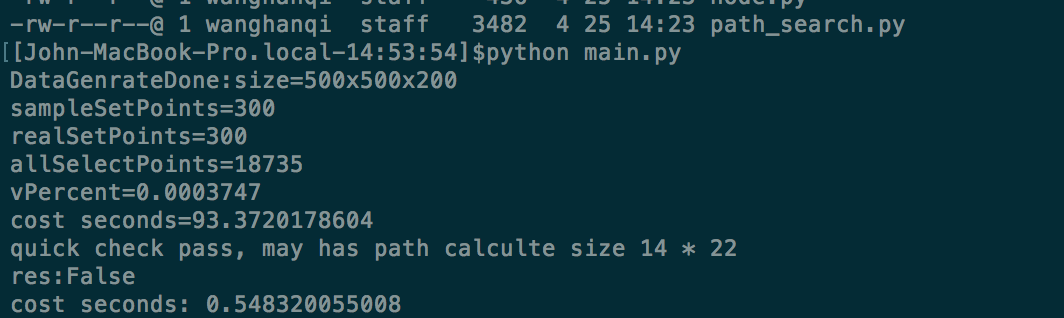 -rw-r--r--@ 1 wanghanqi staff 456 4 25 14:23 node.py
-rw-r--r--@ 1 wanghanqi staff 3482 4 25 14:23 path_search.py
[[John-MacBook-Pro.local-14:53:54]$python main.py
DataGenrateDone:size=500x500x200
sampleSetPoints=300
realSetPoints=300
allSelectPoints=18735
vPercent=0.0003747
cost seconds=93.3720178604
quick check pass, may has path calculte size 14 * 22
res:False
cost seconds: 0.548320055008